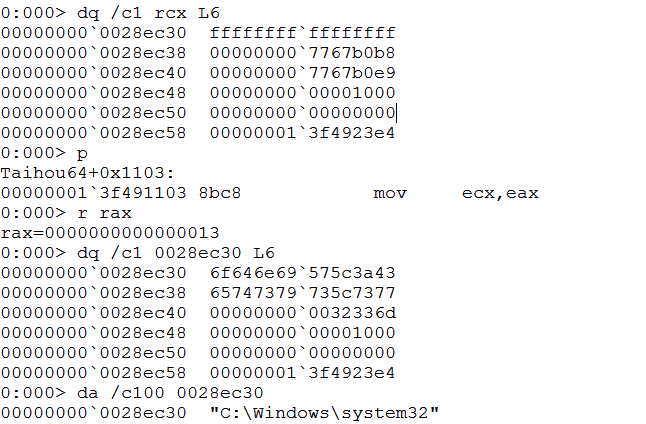 0:000> dq /c1 rcx L6
00000000`0028ec30  ffffffff`ffffffff
00000000`0028ec38  00000000`7767b0b8
00000000`0028ec40  00000000`7767b0e9
00000000`0028ec48  00000000`00001000
00000000`0028ec50  00000000`00000000
00000000`0028ec58  00000001`3f4923e4
0:000> p
Taihou64+0x1103:
00000001`3f491103 8bc8            mov     ecx,eax
0:000> r rax
rax=0000000000000013
0:000> dq /c1 0028ec30 L6
00000000`0028ec30  6f646e69`575c3a43
00000000`0028ec38  65747379`735c7377
00000000`0028ec40  00000000`0032336d
00000000`0028ec48  00000000`00001000
00000000`0028ec50  00000000`00000000
00000000`0028ec58  00000001`3f4923e4
0:000> da /c100 0028ec30
00000000`0028ec30  "C:\Windows\system32"